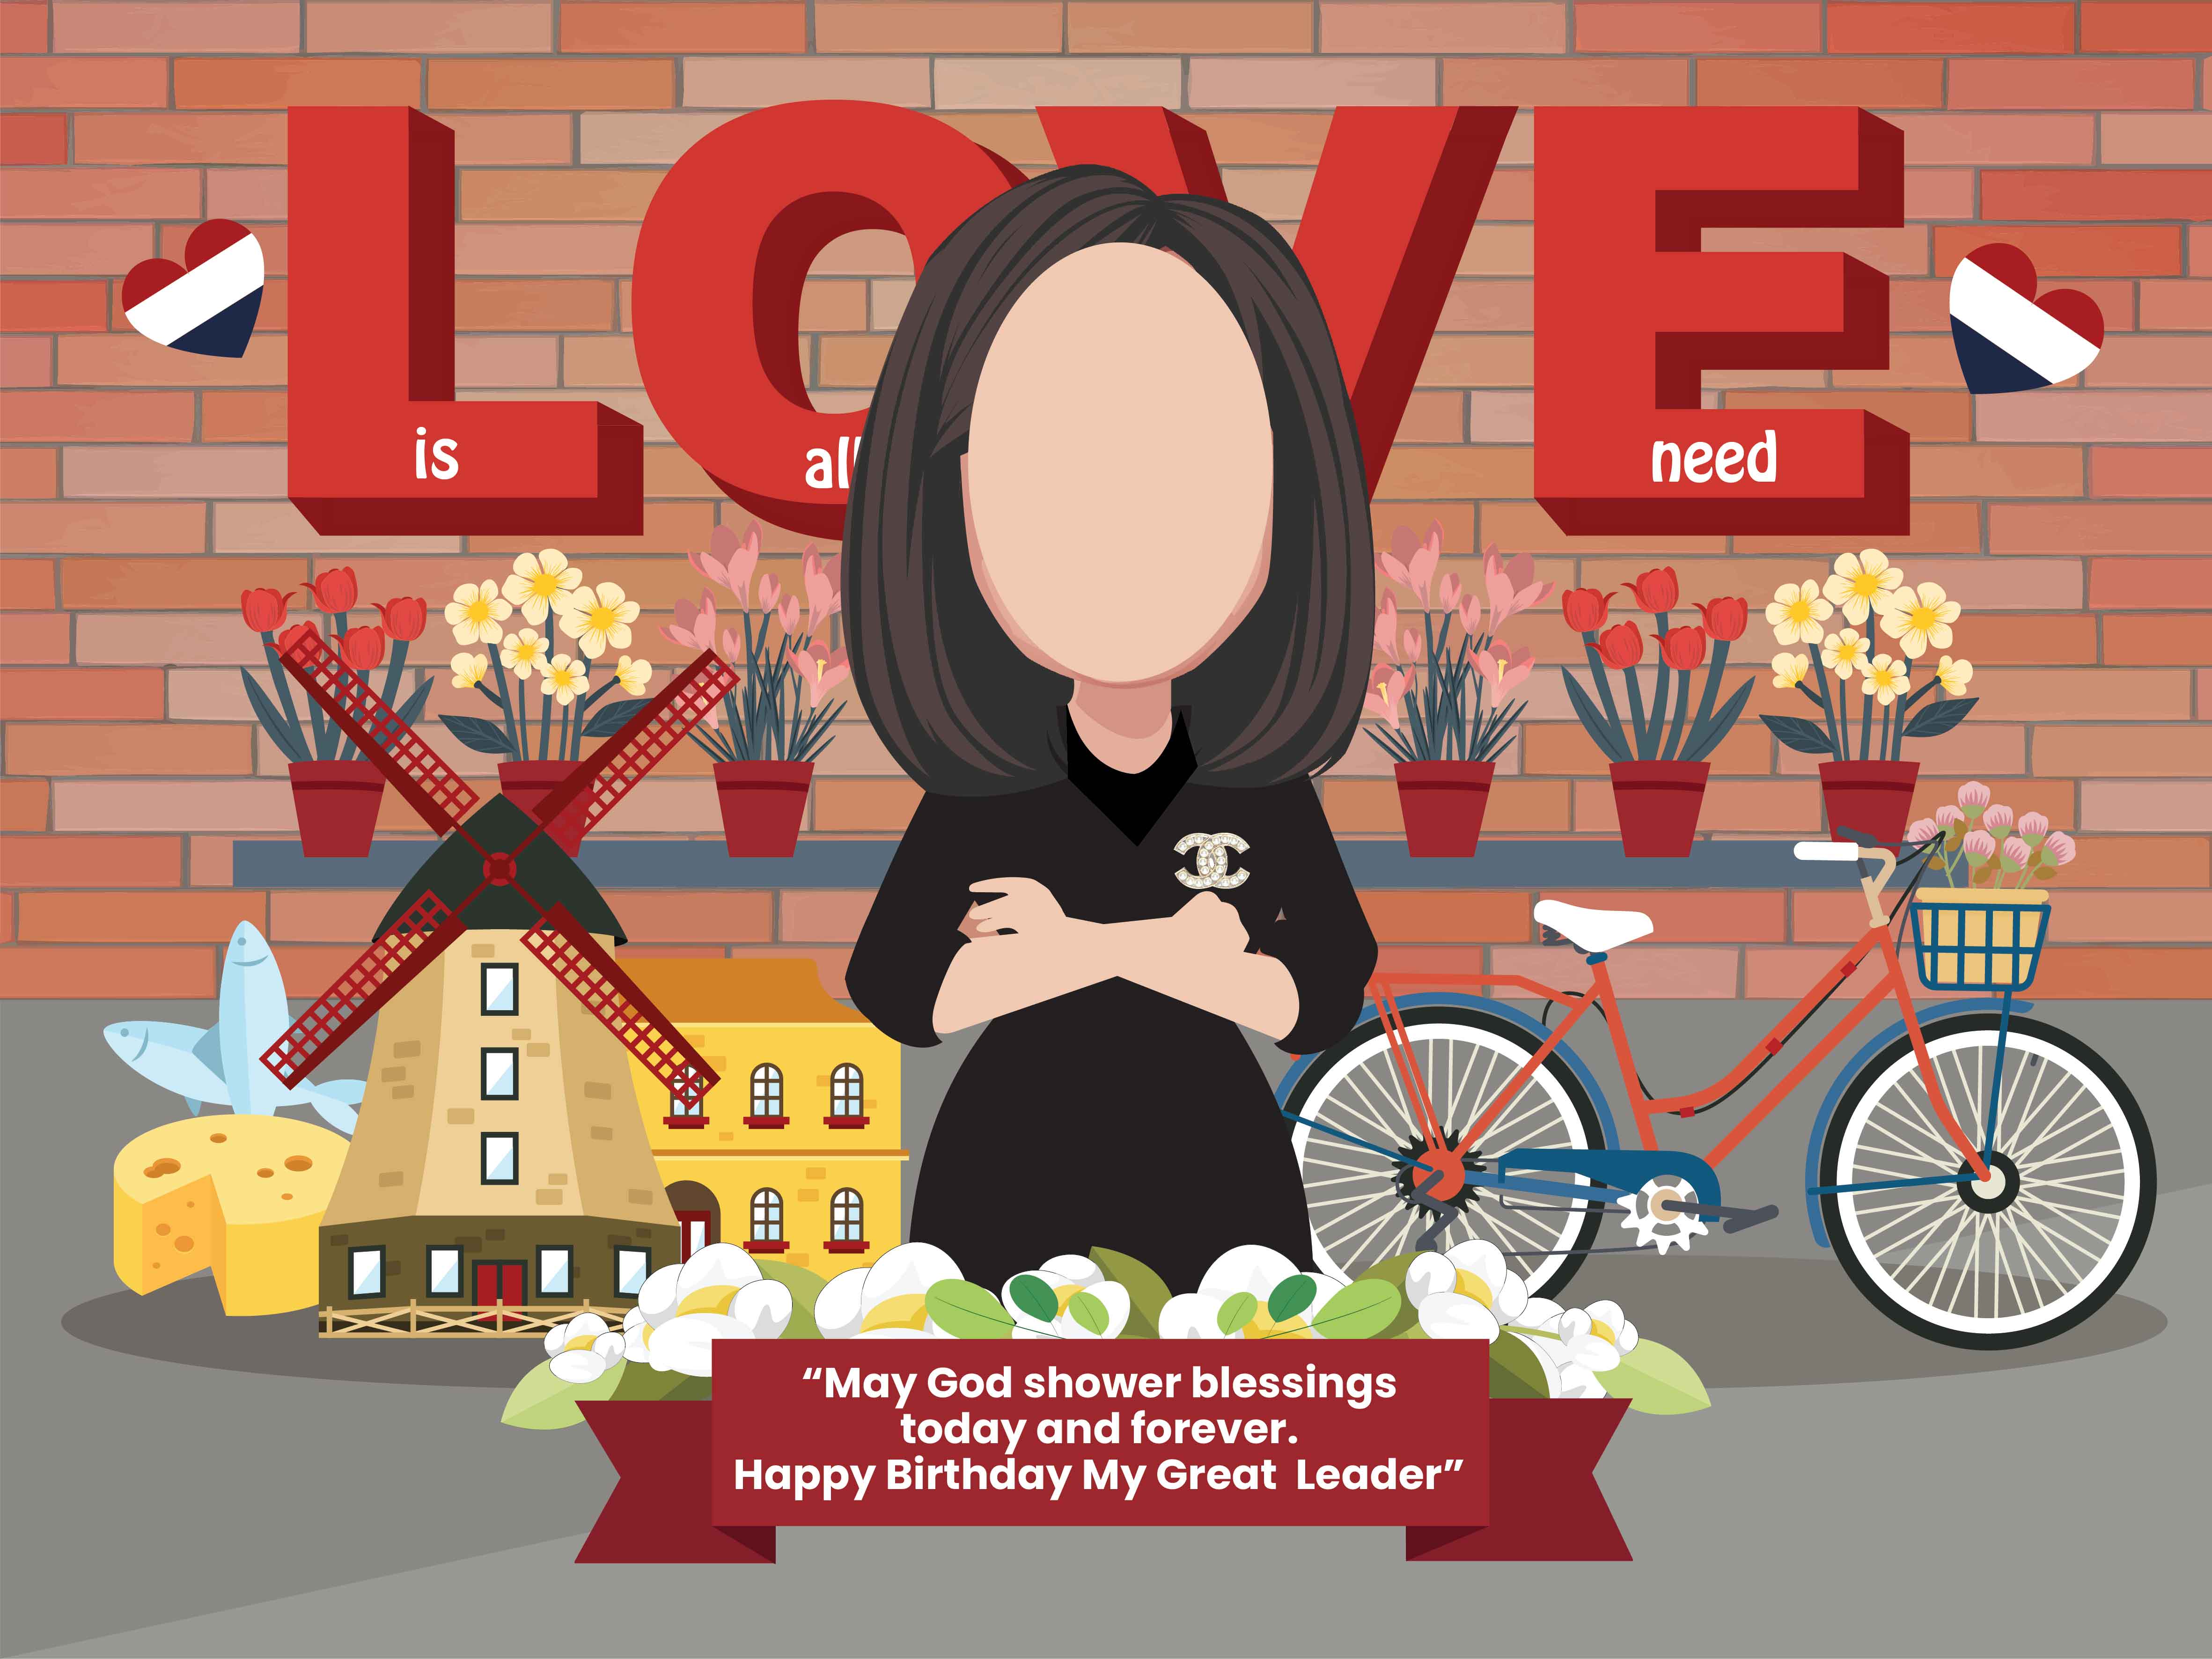 LOVE
is all need
“May God shower blessings
today and forever.
Happy Birthday My Great Leader”